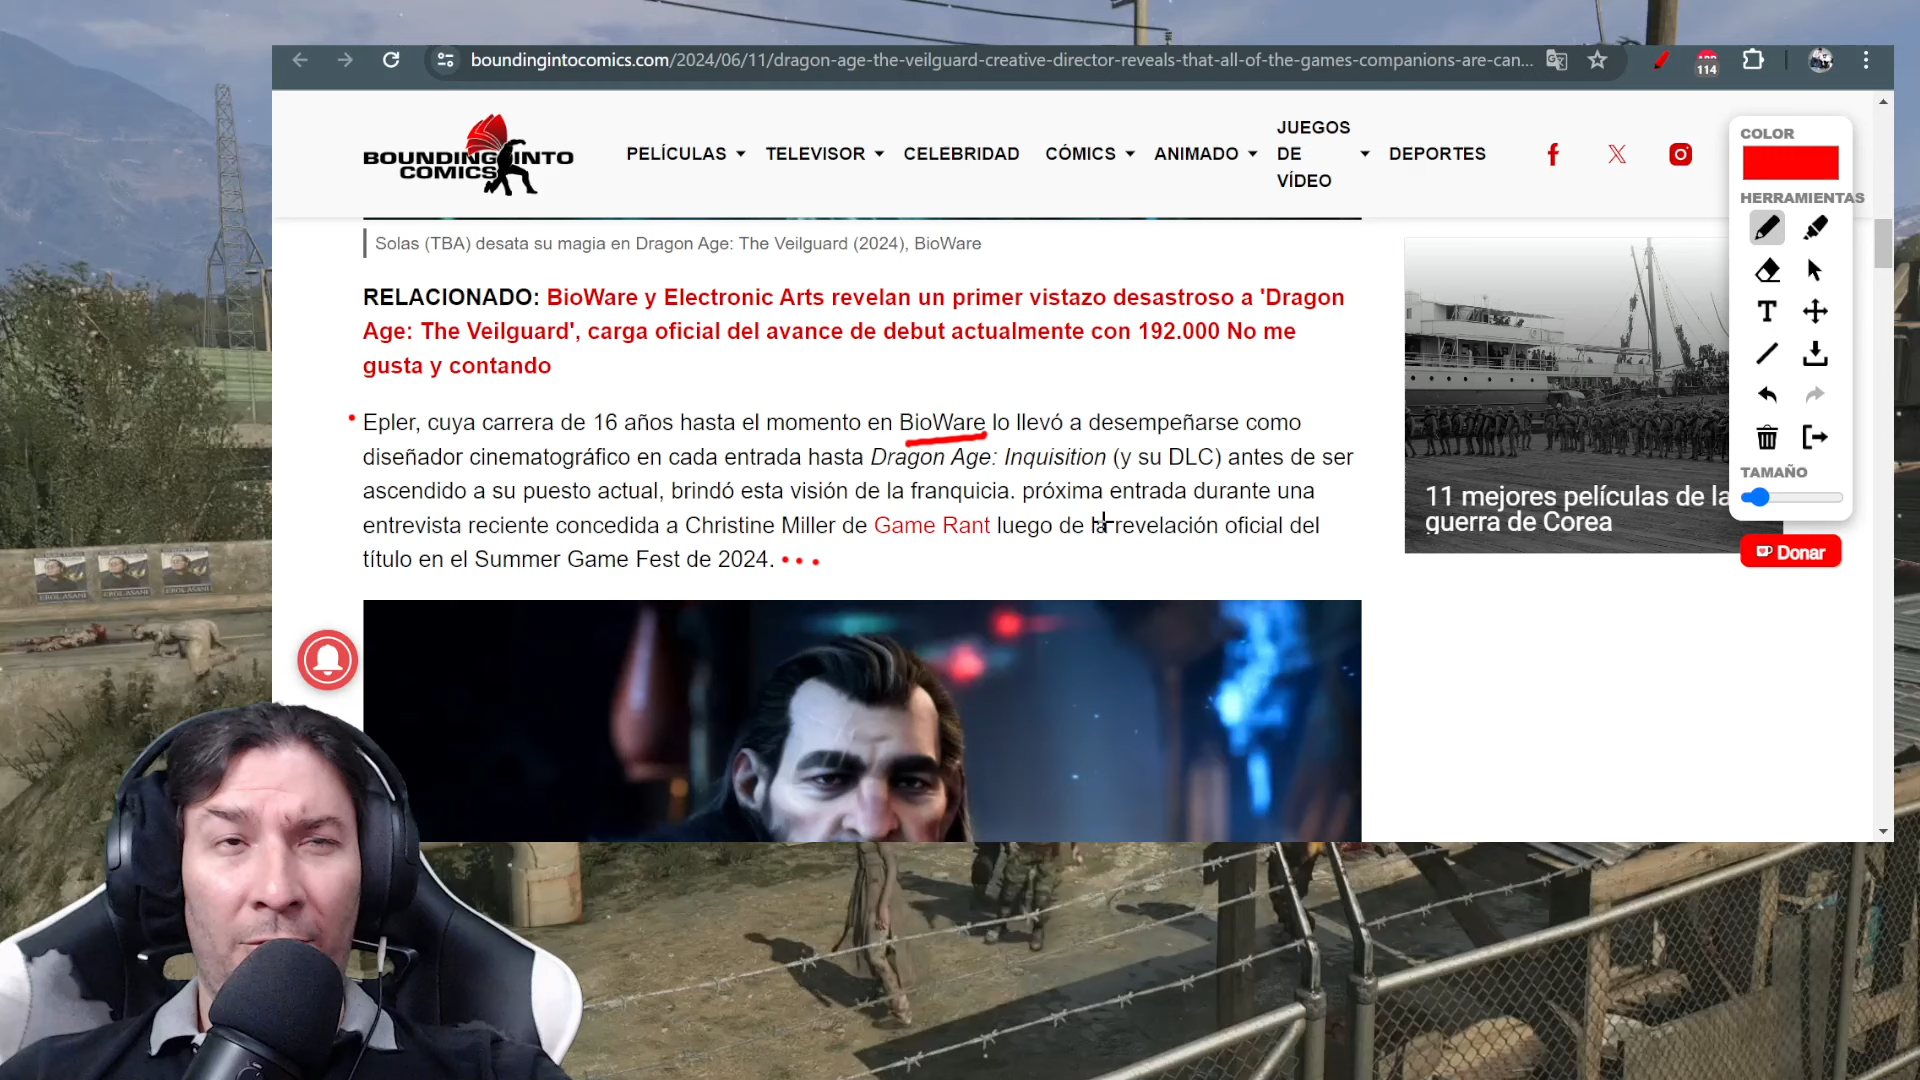 boundingintocomics.com/2024/06/11/dragon-age-the-veilguard-creative-director-reveals-that-all-of-the-games-companions-are-can...
114
BOUNDING INTO
COMICS
PELÍCULAS
TELEVISOR
CELEBRIDAD
CÓMICS
ANIMADO
JUEGOS
DE
VÍDEO
DEPORTES
COLOR
HERRAMIENTAS
T
TAMAÑO
Donar
Solas (TBA) desata su magia en Dragon Age: The Veilguard (2024), BioWare
RELACIONADO: BioWare y Electronic Arts revelan un primer vistazo desastroso a 'Dragon
Age: The Veilguard', carga oficial del avance de debut actualmente con 192.000 No me
gusta y contando
Epler, cuya carrera de 16 años hasta el momento en BioWare lo llevó a desempeñarse como
diseñador cinematográfico en cada entrada hasta Dragon Age: Inquisition (y su DLC) antes de ser
ascendido a su puesto actual, brindó esta visión de la franquicia. próxima entrada durante una
entrevista reciente concedida a Christine Miller de Game Rant luego de la revelación oficial del
título en el Summer Game Fest de 2024.
11 mejores películas de la
guerra de Corea